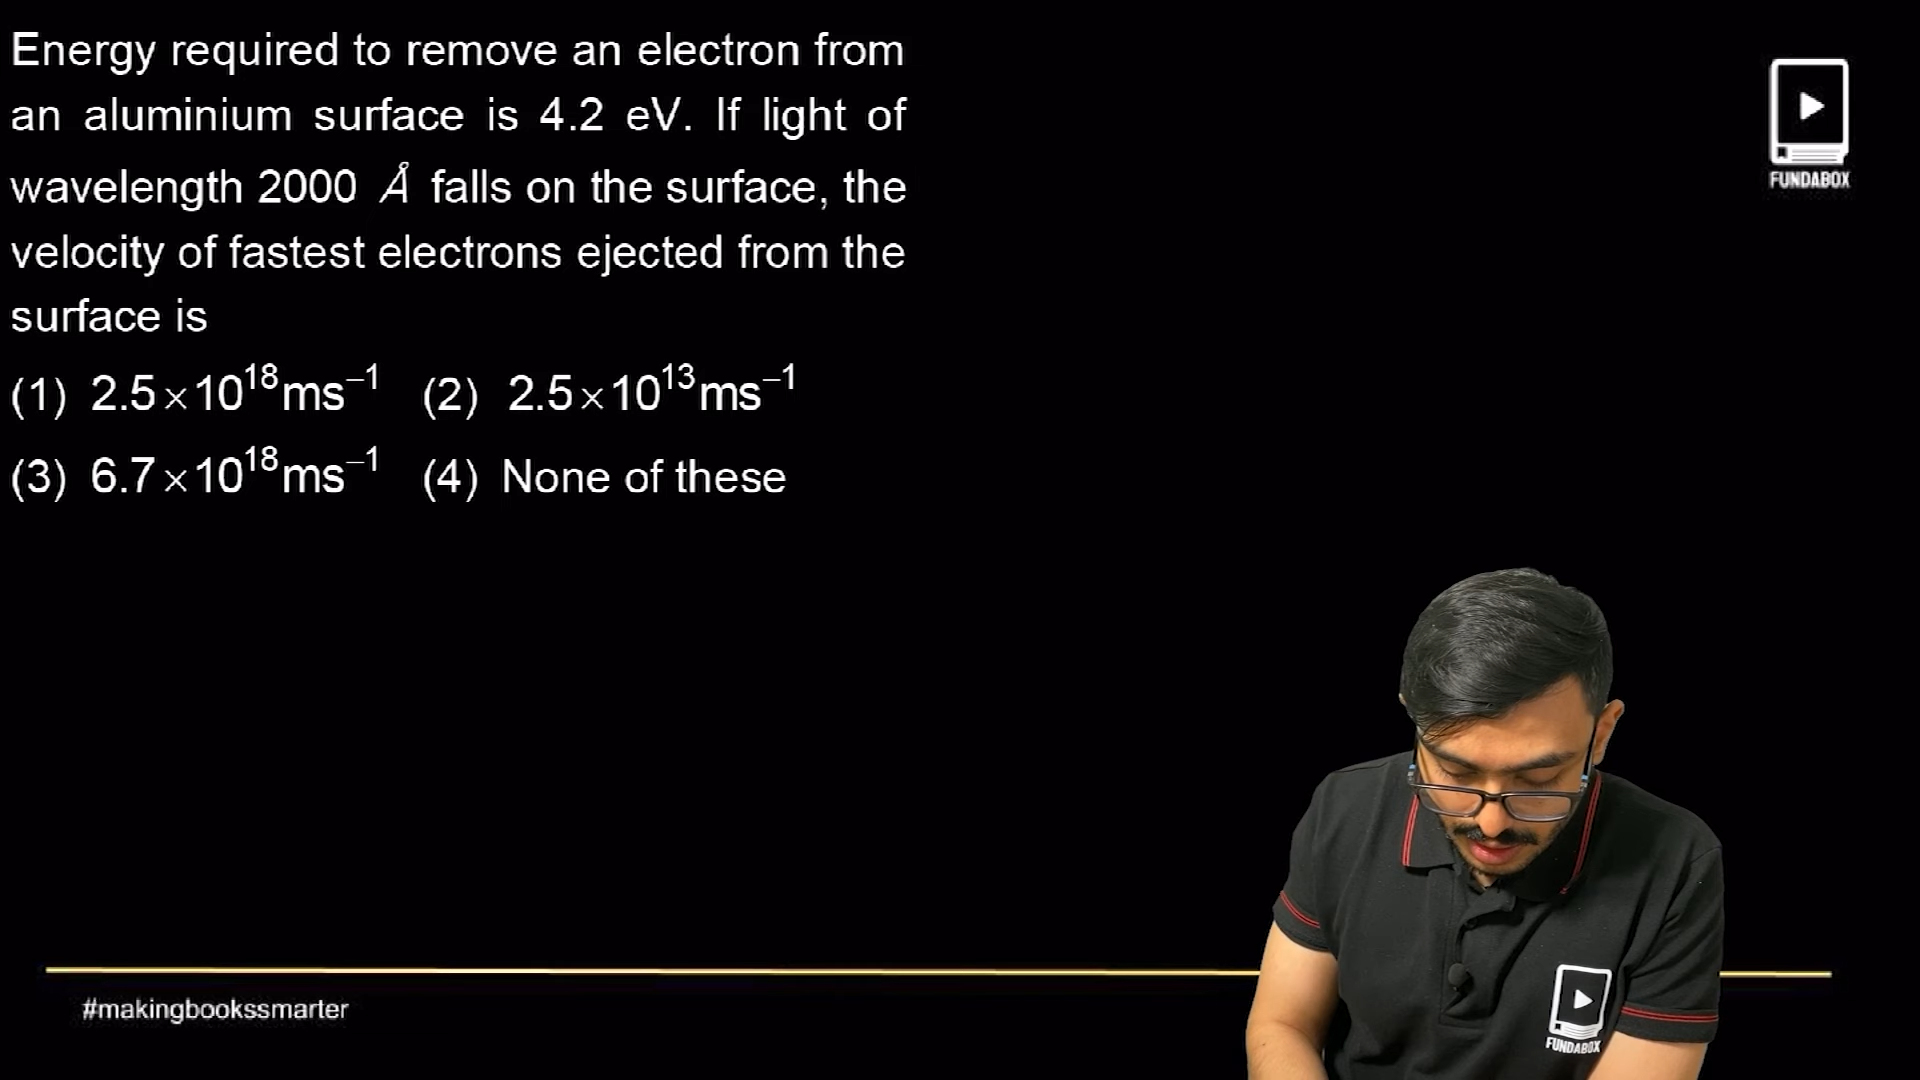 Energy required to remove an electron from
an aluminium surface is 4.2 eV. If light of
wavelength 2000 Å falls on the surface, the
velocity of fastest electrons ejected from the
surface is
(1) 2.5×10¹⁸ms⁻¹ (2) 2.5×10¹³ms⁻¹
(3) 6.7×10¹⁸ms⁻¹ (4) None of these
FUNDABOX
#makingbookssmarter
FUNDABOX